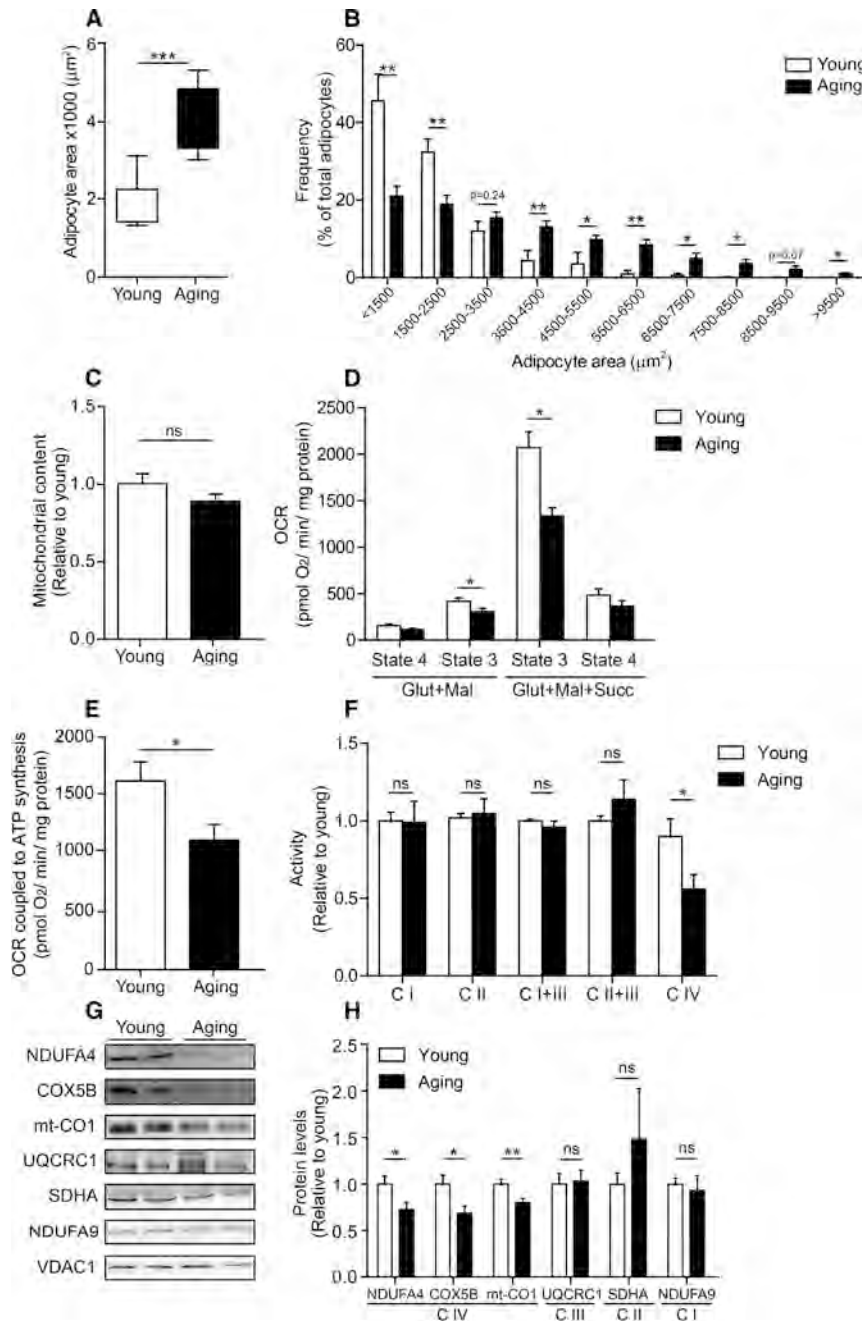 A
Adipocyte area x1000 (μm²)
6
4
2
0
***
Young Aging
B
Frequency
(% of total adipocytes)
60
40
20
0
** ** p=0.24 ** * ** * * p=0.07 *
Young
Aging
<1500 1500-2500 2500-3500 3500-4500 4500-5500 5500-6500 6500-7500 7500-8500 8500-9500 >9500
Adipocyte area (μm²)
C
Mitochondrial content
(Relative to young)
1.5
1.0
0.5
0.0
ns
Young Aging
D
OCR
(pmol O2/ min/ mg protein)
2500
2000
1500
1000
500
0
* *
Young
Aging
State 4 State 3 State 3 State 4
Glut+Mal Glut+Mal+Succ
E
OCR coupled to ATP synthesis
(pmol O2/ min/ mg protein)
2000
1500
1000
500
0
*
Young Aging
F
Activity
(Relative to young)
1.5
1.0
0.5
0.0
ns ns ns ns *
Young
Aging
C I C II C I+iii C II+iii C IV
G
Young Aging
NDUFA4
COX5B
mt-CO1
UQCRC1
SDHA
NDUFA9
VDAC1
H
Protein levels
(Relative to young)
2.5
2.0
1.5
1.0
0.5
0.0
Young
Aging
* * ** ns ns ns
NDUFA4 COX5B mt-CO1 UQCRC1 SDHA NDUFA9
C IV C III C II C I